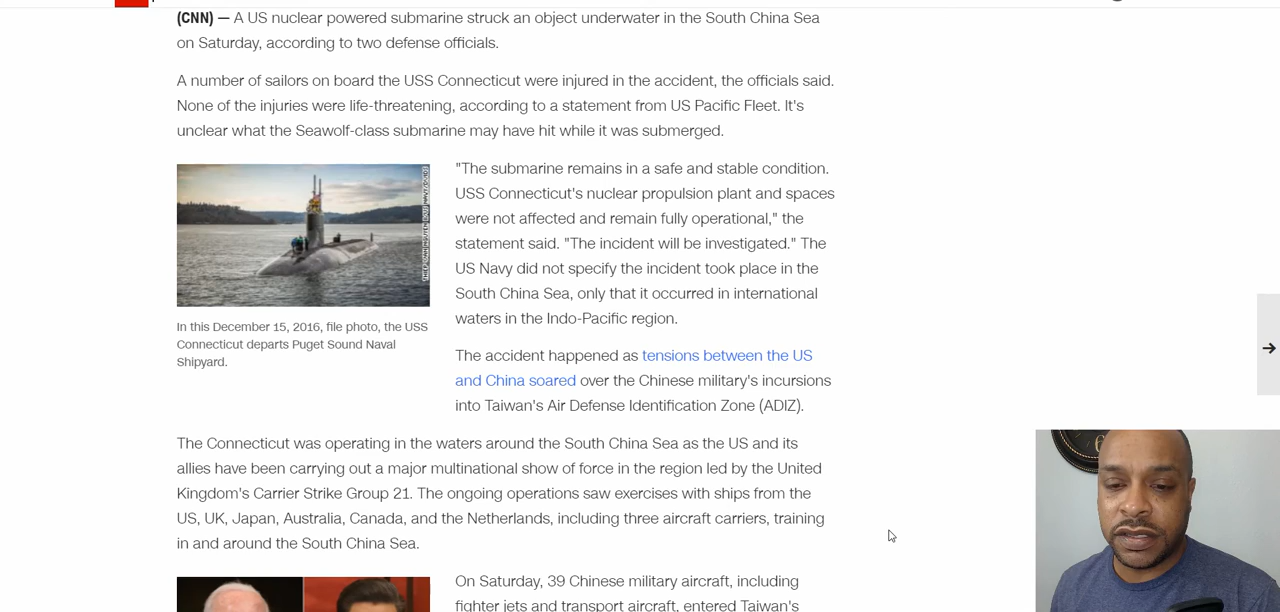 (CNN) — A US nuclear powered submarine struck an object underwater in the South China Sea
on Saturday, according to two defense officials.
A number of sailors on board the USS Connecticut were injured in the accident, the officials said.
None of the injuries were life-threatening, according to a statement from US Pacific Fleet. It's
unclear what the Seawolf-class submarine may have hit while it was submerged.
"The submarine remains in a safe and stable condition.
USS Connecticut's nuclear propulsion plant and spaces
were not affected and remain fully operational," the
statement said. "The incident will be investigated." The
US Navy did not specify the incident took place in the
South China Sea, only that it occurred in international
waters in the Indo-Pacific region.
In this December 15, 2016, file photo, the USS
Connecticut departs Puget Sound Naval
Shipyard.
The accident happened as tensions between the US
and China soared over the Chinese military's incursions
into Taiwan's Air Defense Identification Zone (ADIZ).
The Connecticut was operating in the waters around the South China Sea as the US and its
allies have been carrying out a major multinational show of force in the region led by the United
Kingdom's Carrier Strike Group 21. The ongoing operations saw exercises with ships from the
US, UK, Japan, Australia, Canada, and the Netherlands, including three aircraft carriers, training
in and around the South China Sea.
On Saturday, 39 Chinese military aircraft, including
fighter jets and transport aircraft, entered Taiwan's